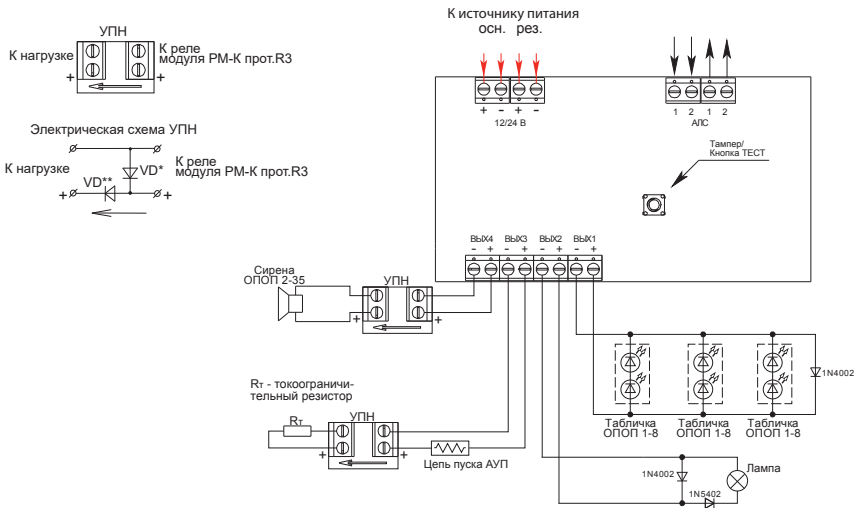 УПН
К нагрузке
К реле
модуля РМ-К прот.R3
+
+
Электрическая схема УПН
К нагрузке
К реле
модуля РМ-К прот.R3
VD*
VD**
+
+
К источнику питания
осн. рез.
+ - + -
12/24 В
1 2 1 2
АЛС
Тампер/
Кнопка ТЕСТ
ВЫХ4 ВЫХ3 ВЫХ2 ВЫХ1
- + - + - + - +
Сирена
ОПОП 2-35
УПН
+
+
1N4002
Табличка
ОПОП 1-8
Табличка
ОПОП 1-8
Табличка
ОПОП 1-8
Rт - токоограничи-
тельный резистор
Rт
УПН
+
+
Цепь пуска АУП
1N4002
Лампа
1N5402